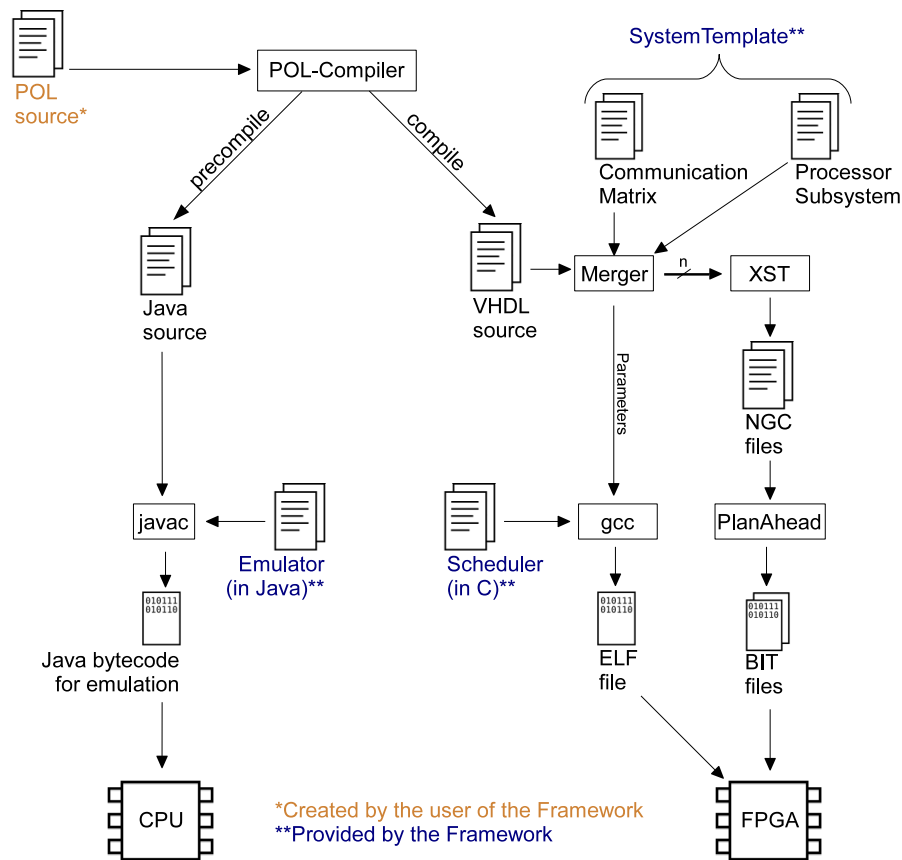 SystemTemplate**
POL-Compiler
POL
source*
precompile
compile
Communication
Matrix
Processor
Subsystem
n
Merger
XST
Java
source
VHDL
source
Parameters
NGC
files
javac
gcc
PlanAhead
Emulator
(in Java)**
Scheduler
(in C)**
010111
010110
010111
010110
010111
010110
Java bytecode
for emulation
ELF
file
BIT
files
CPU
FPGA
*Created by the user of the Framework
**Provided by the Framework